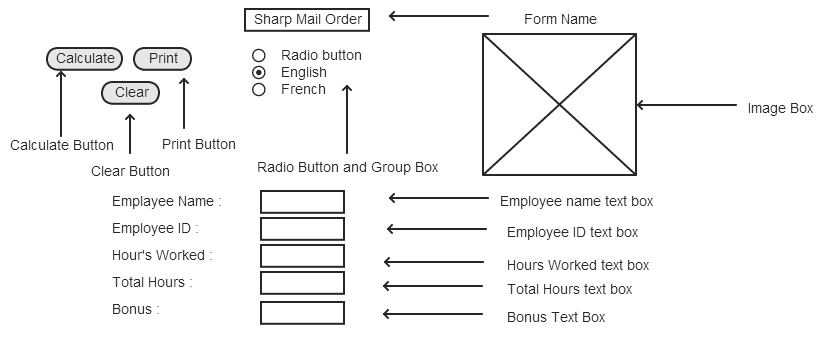 Sharp Mail Order
Form Name
Calculate
Print
Clear
Radio button
English
French
Image Box
Calculate Button
Print Button
Clear Button
Radio Button and Group Box
Emplayee Name :
Employee name text box
Employee ID :
Employee ID text box
Hour's Worked :
Hours Worked text box
Total Hours :
Total Hours text box
Bonus :
Bonus Text Box